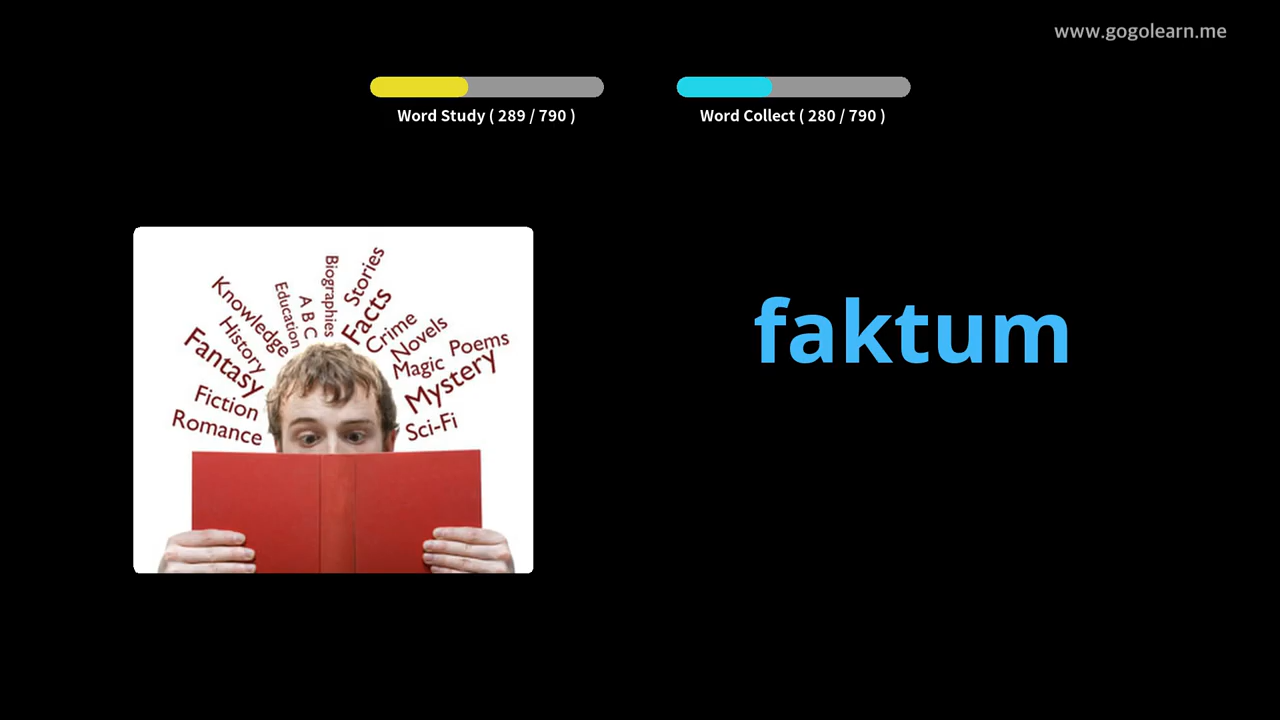 www.gogolearn.me
Word Study ( 289 / 790 )
Word Collect ( 280 / 790 )
faktum
Romance
Fiction
Fantasy
History
Knowledge
Education
A B C
Biographies
Stories
Facts
Crime
Novels
Magic
Poems
Mystery
Sci-Fi